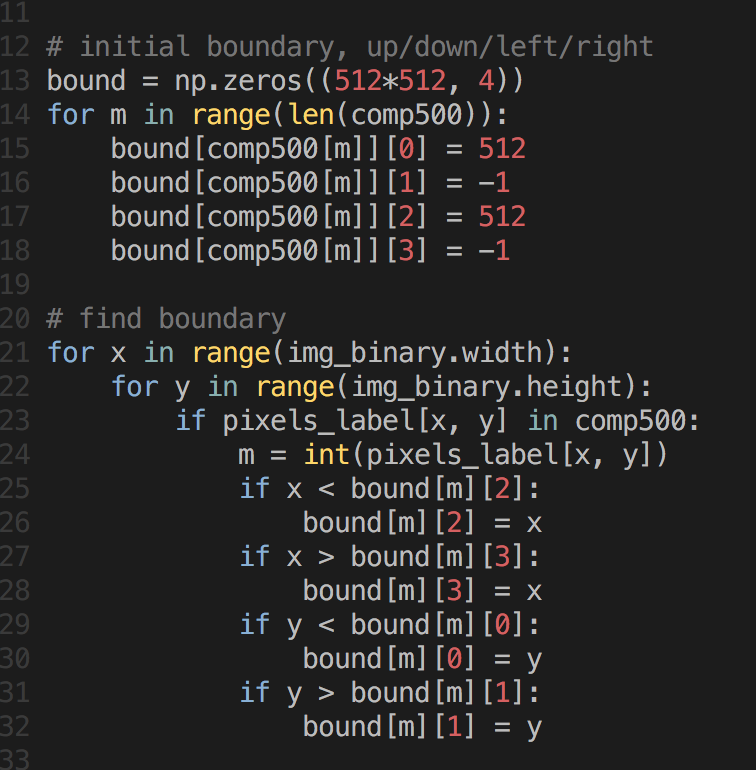 11
12 # initial boundary, up/down/left/right
13 bound = np.zeros((512*512, 4))
14 for m in range(len(comp500)):
15     bound[comp500[m]][0] = 512
16     bound[comp500[m]][1] = -1
17     bound[comp500[m]][2] = 512
18     bound[comp500[m]][3] = -1
19
20 # find boundary
21 for x in range(img_binary.width):
22     for y in range(img_binary.height):
23         if pixels_label[x, y] in comp500:
24             m = int(pixels_label[x, y])
25             if x < bound[m][2]:
26                 bound[m][2] = x
27             if x > bound[m][3]:
28                 bound[m][3] = x
29             if y < bound[m][0]:
30                 bound[m][0] = y
31             if y > bound[m][1]:
32                 bound[m][1] = y
33